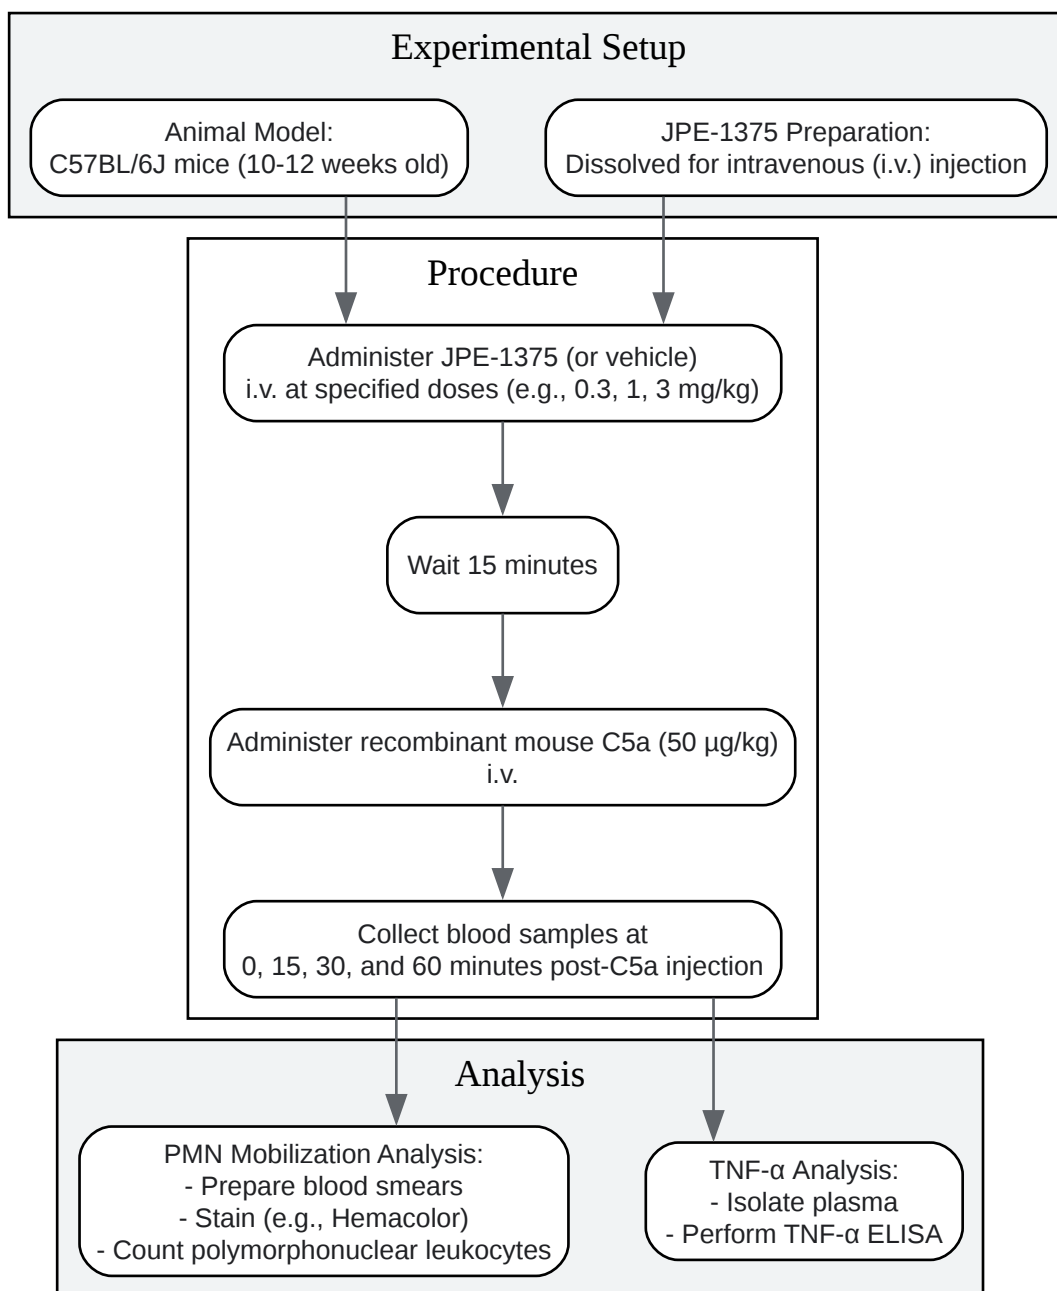 Experimental Setup
Animal Model:
C57BL/6J mice (10-12 weeks old)
JPE-1375 Preparation:
Dissolved for intravenous (i.v.) injection
Procedure
Administer JPE-1375 (or vehicle)
i.v. at specified doses (e.g., 0.3, 1, 3 mg/kg)
Wait 15 minutes
Administer recombinant mouse C5a (50 µg/kg)
i.v.
Collect blood samples at
0, 15, 30, and 60 minutes post-C5a injection
Analysis
PMN Mobilization Analysis:
- Prepare blood smears
- Stain (e.g., Hemacolor)
- Count polymorphonuclear leukocytes
TNF-α Analysis:
- Isolate plasma
- Perform TNF-α ELISA